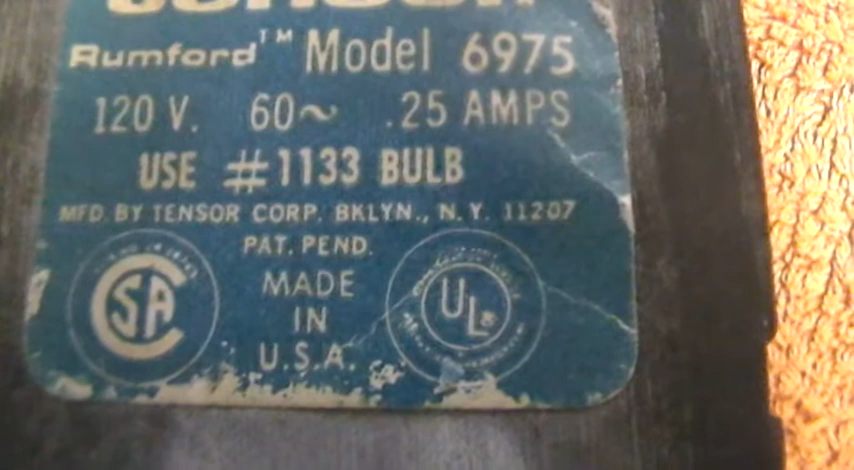 Rumford™ Model 6975
120 V. 60~ .25 AMPS
USE #1133 BULB
MFD. BY TENSOR CORP. BKLYN., N.Y. 11207
PAT. PEND.
SA
MADE
IN
U.S.A.
UL®